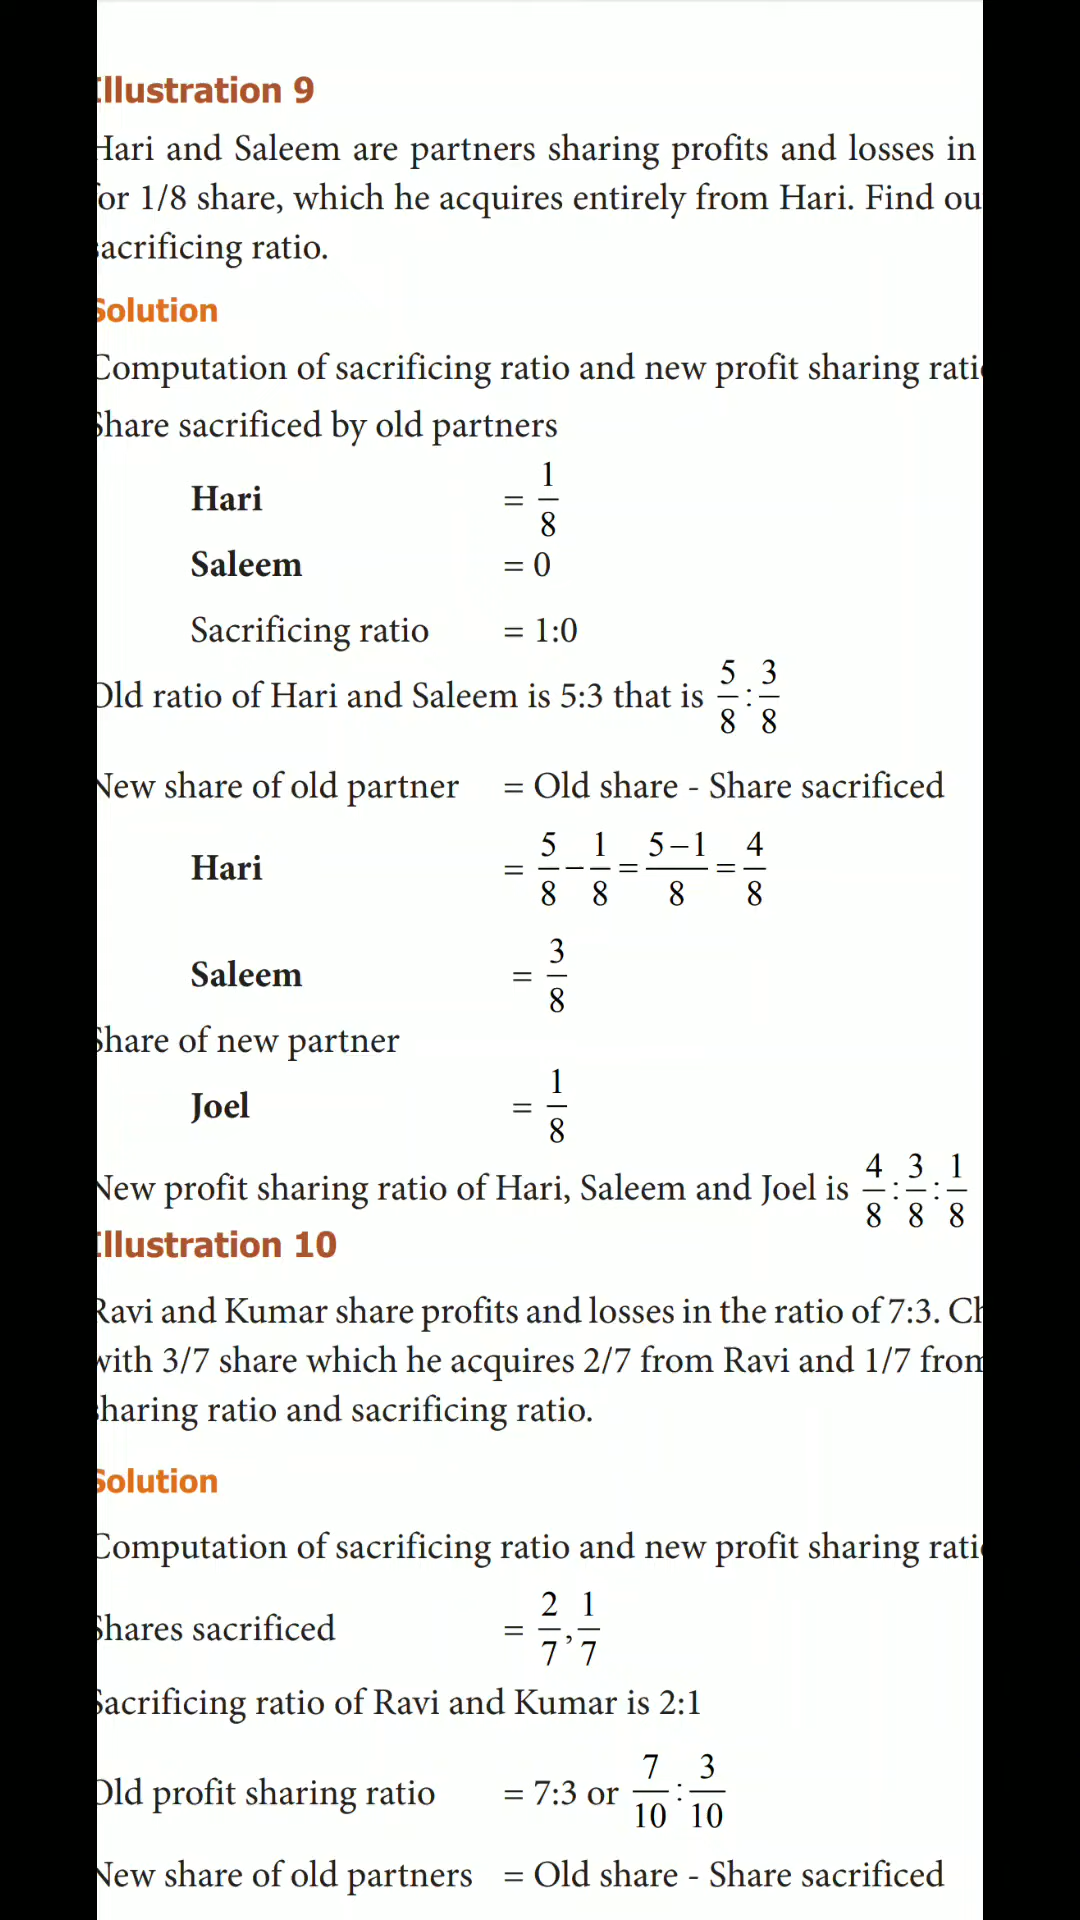 Illustration 9
Hari and Saleem are partners sharing profits and losses in
for 1/8 share, which he acquires entirely from Hari. Find ou
sacrificing ratio.
Solution
Computation of sacrificing ratio and new profit sharing rati
Share sacrificed by old partners
Hari = 1/8
Saleem = 0
Sacrificing ratio = 1:0
Old ratio of Hari and Saleem is 5:3 that is 5/8 : 3/8
New share of old partner = Old share - Share sacrificed
Hari = 5/8 − 1/8 = 5−1/8 = 4/8
Saleem = 3/8
Share of new partner
Joel = 1/8
New profit sharing ratio of Hari, Saleem and Joel is 4/8 : 3/8 : 1/8
Illustration 10
Ravi and Kumar share profits and losses in the ratio of 7:3. Ch
with 3/7 share which he acquires 2/7 from Ravi and 1/7 from
sharing ratio and sacrificing ratio.
Solution
Computation of sacrificing ratio and new profit sharing rati
Shares sacrificed = 2/7 , 1/7
Sacrificing ratio of Ravi and Kumar is 2:1
Old profit sharing ratio = 7:3 or 7/10 : 3/10
New share of old partners = Old share - Share sacrificed